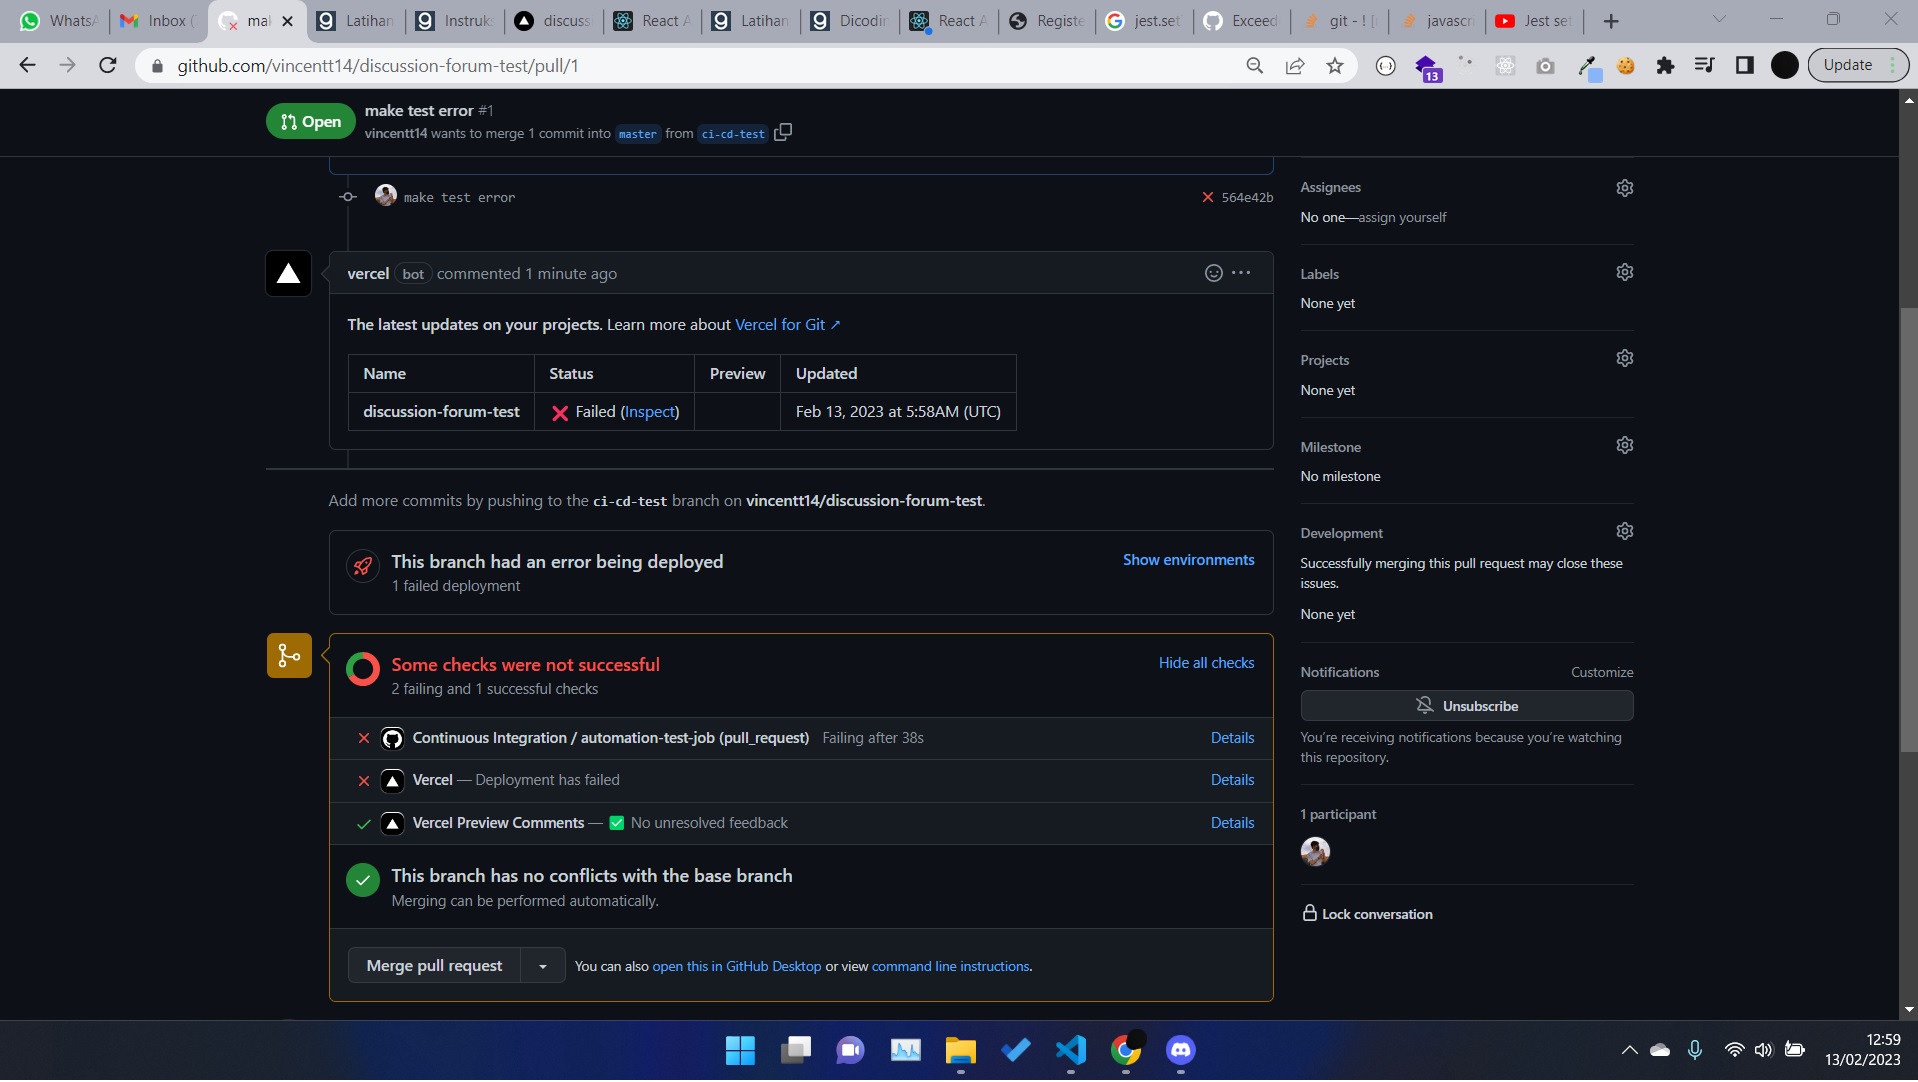 WhatsA
Inbox (
mak
Latihan
Instruks
discuss
React A
Latihan
Dicodin
React A
Registe
jest.set
Exceed
git - ! [r
javascri
Jest set
github.com/vincentt14/discussion-forum-test/pull/1
13
Update
Open
make test error #1
vincentt14 wants to merge 1 commit into master from ci-cd-test
make test error
564e42b
vercel bot commented 1 minute ago
The latest updates on your projects. Learn more about Vercel for Git ↗
Name Status Preview Updated
discussion-forum-test ❌ Failed (Inspect) Feb 13, 2023 at 5:58AM (UTC)
Add more commits by pushing to the ci-cd-test branch on vincentt14/discussion-forum-test.
This branch had an error being deployed
1 failed deployment
Show environments
Some checks were not successful
2 failing and 1 successful checks
Hide all checks
Continuous Integration / automation-test-job (pull_request) Failing after 38s Details
Vercel — Deployment has failed Details
Vercel Preview Comments — ✅ No unresolved feedback Details
This branch has no conflicts with the base branch
Merging can be performed automatically.
Merge pull request
You can also open this in GitHub Desktop or view command line instructions.
Assignees
No one—assign yourself
Labels
None yet
Projects
None yet
Milestone
No milestone
Development
Successfully merging this pull request may close these
issues.
None yet
Notifications Customize
Unsubscribe
You're receiving notifications because you're watching
this repository.
1 participant
Lock conversation
12:59
13/02/2023